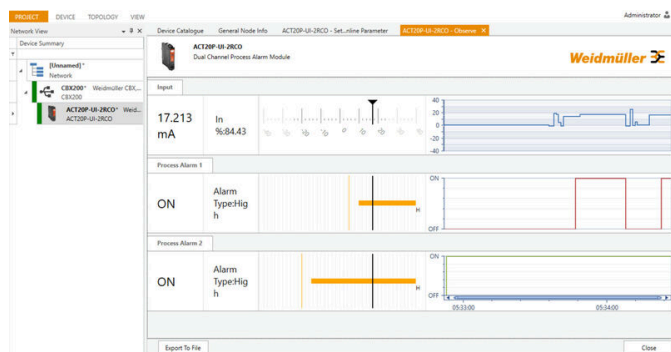 PROJECT DEVICE TOPOLOGY VIEW Administrator
Network View
Device Catalogue General Node Info ACT20P-UI-2RCO - Set...nline Parameter ACT20P-UI-2RCO - Observe X
Device Summary
[Unnamed]*
Network
CBX200* Weidmüller CBX...
CBX200
ACT20P-UI-2RCO* Weid...
ACT20P-UI-2RCO
ACT20P-UI-2RCO
Dual Channel Process Alarm Module
Weidmüller
Input
17.213
mA
In
%:84.43
40
20
0
-20
-40
Process Alarm 1
ON
Alarm
Type:Hig
h
H
ON
OFF
Process Alarm 2
ON
Alarm
Type:Hig
h
H
ON
OFF
05:33:00 05:34:00
Export To File Close